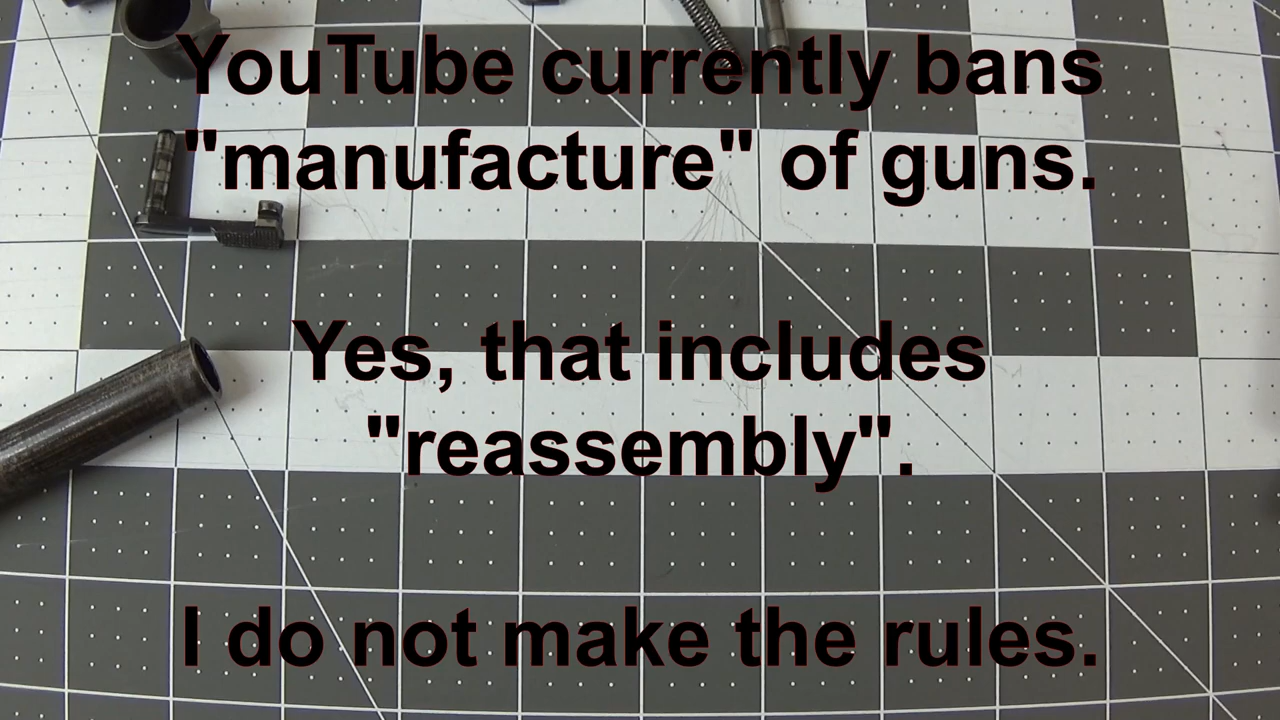 YouTube currently bans
"manufacture" of guns.
Yes, that includes
"reassembly".
I do not make the rules.